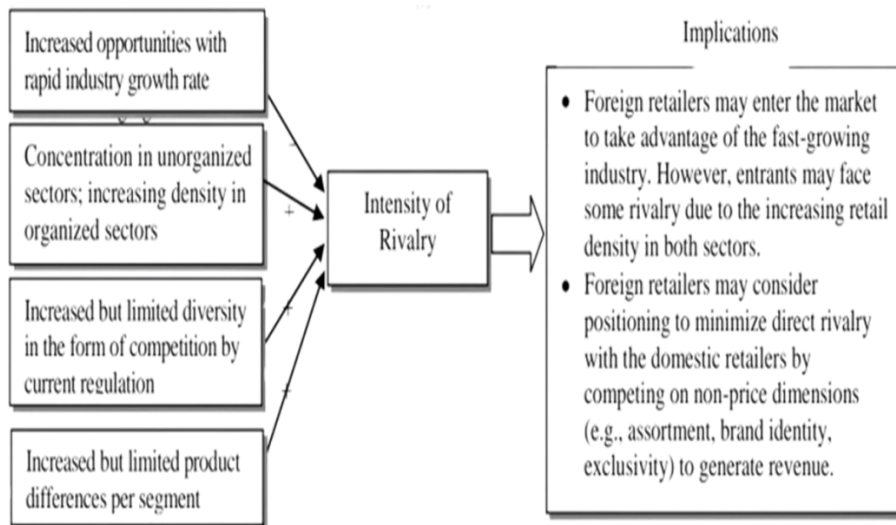 Increased opportunities with
rapid industry growth rate
Concentration in unorganized
sectors; increasing density in
organized sectors
Increased but limited diversity
in the form of competition by
current regulation
Increased but limited product
differences per segment
-
+
+
+
Intensity of
Rivalry
Implications
• Foreign retailers may enter the market
to take advantage of the fast-growing
industry. However, entrants may face
some rivalry due to the increasing retail
density in both sectors.
• Foreign retailers may consider
positioning to minimize direct rivalry
with the domestic retailers by
competing on non-price dimensions
(e.g., assortment, brand identity,
exclusivity) to generate revenue.